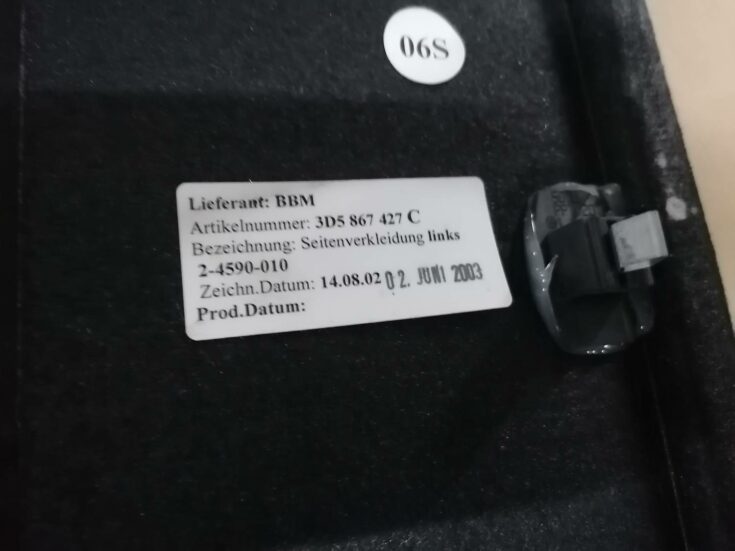 06S
Lieferant: BBM
Artikelnummer: 3D5 867 427 C
Bezeichnung: Seitenverkleidung links
2-4590-010
Zeichn.Datum: 14.08.02 02. JUNI 2003
Prod.Datum: